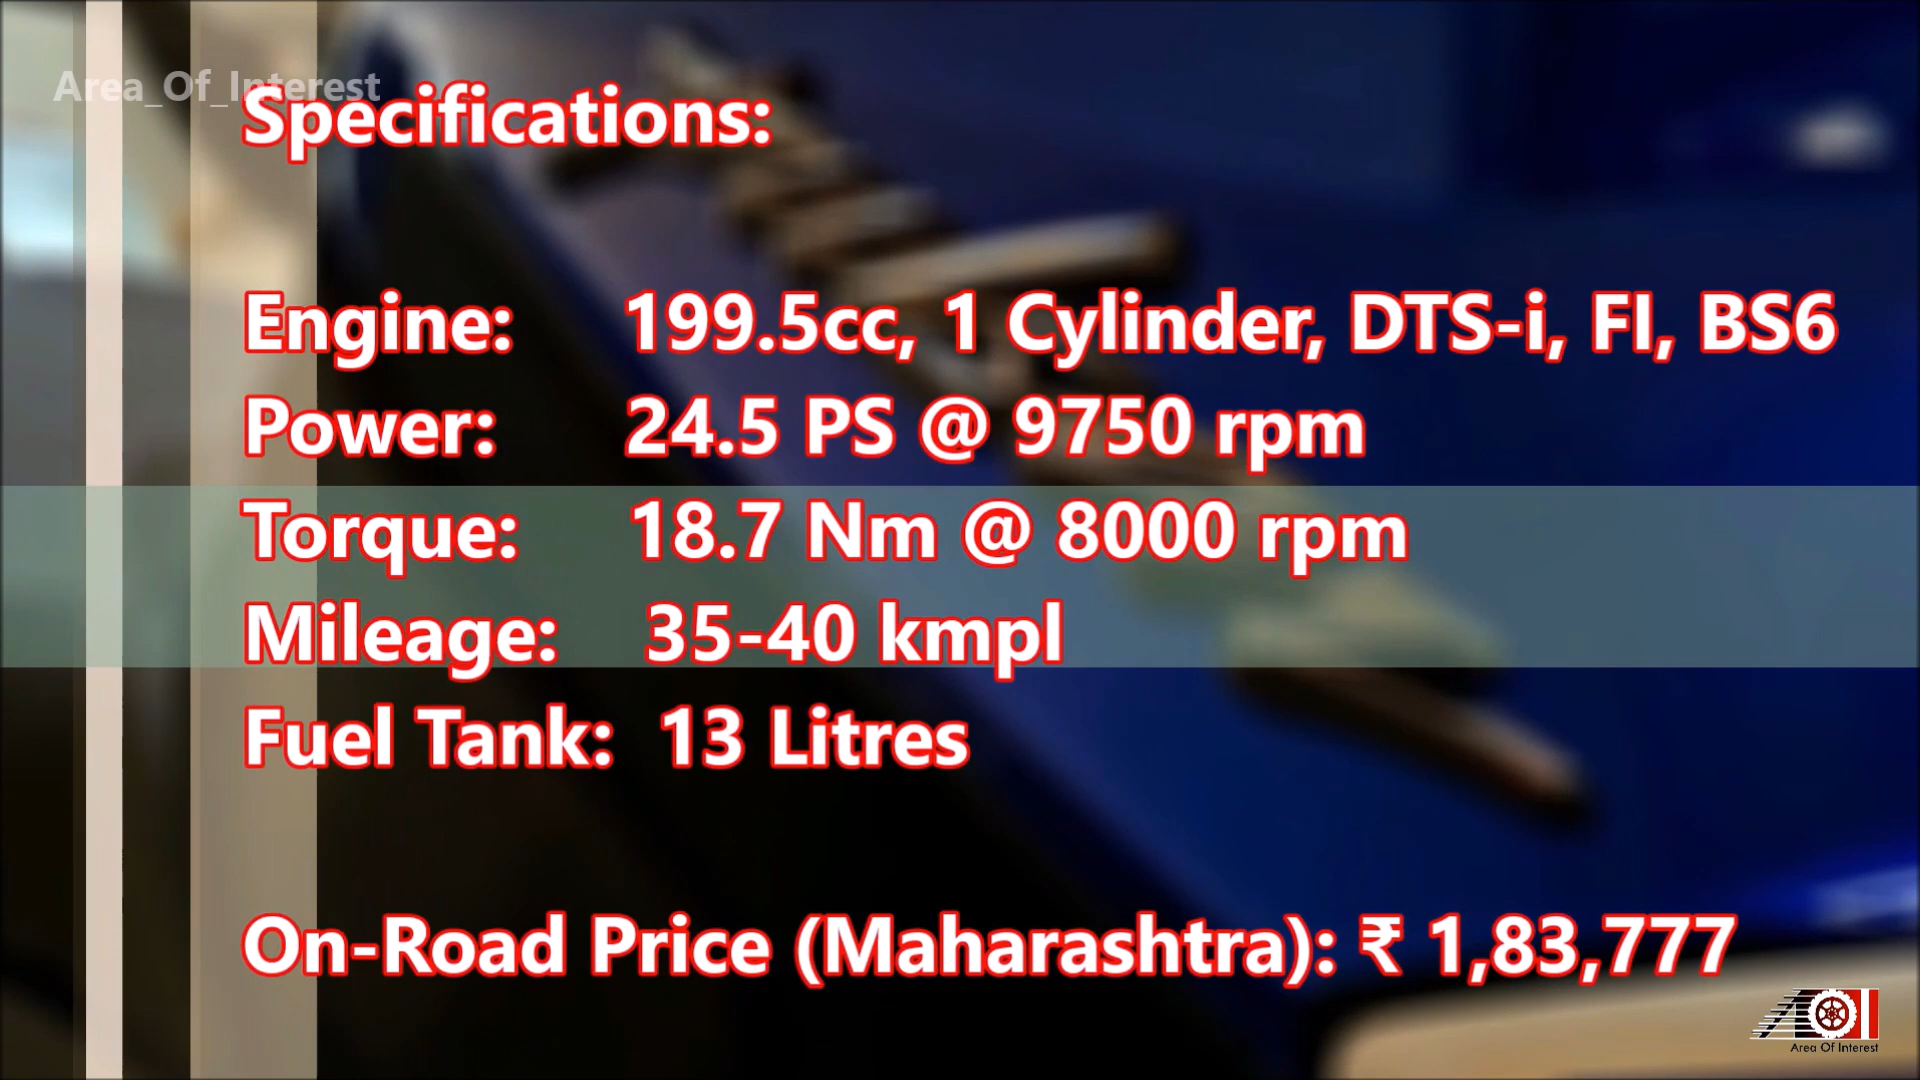 Area_Of_Interest
Specifications:
Engine: 199.5cc, 1 Cylinder, DTS-i, FI, BS6
Power: 24.5 PS @ 9750 rpm
Torque: 18.7 Nm @ 8000 rpm
Mileage: 35-40 kmpl
Fuel Tank: 13 Litres
On-Road Price (Maharashtra): ₹ 1,83,777
AOI
Area Of Interest